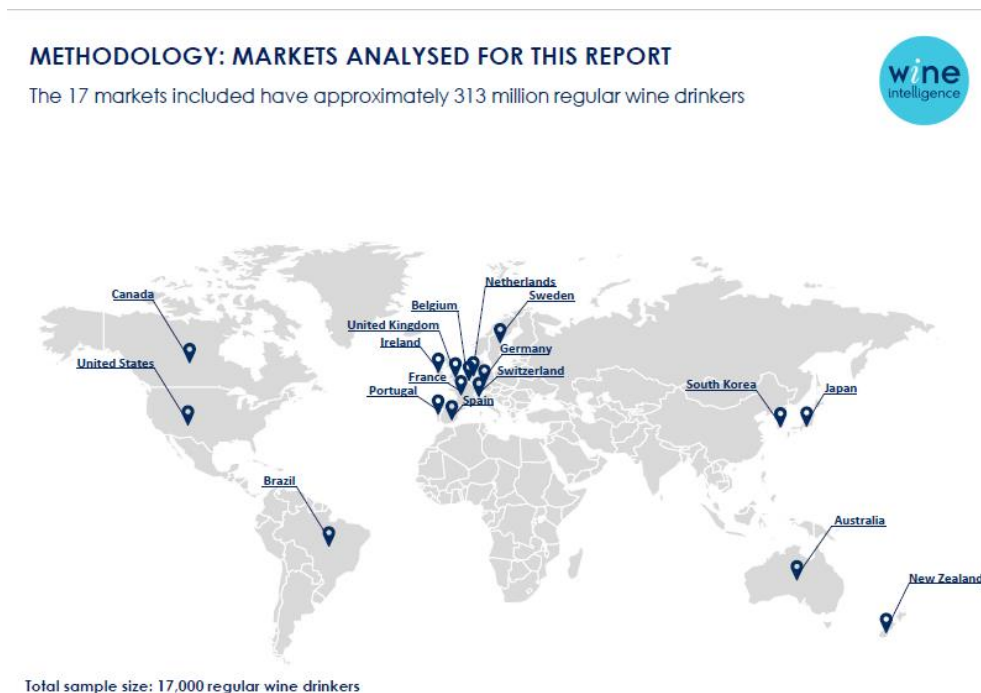 METHODOLOGY: MARKETS ANALYSED FOR THIS REPORT
The 17 markets included have approximately 313 million regular wine drinkers
wine
intelligence
Netherlands
Sweden
Canada
Belgium
United Kingdom
Ireland
Germany
United States
France
Switzerland
Portugal
Spain
South Korea
Japan
Brazil
Australia
New Zealand
Total sample size: 17,000 regular wine drinkers